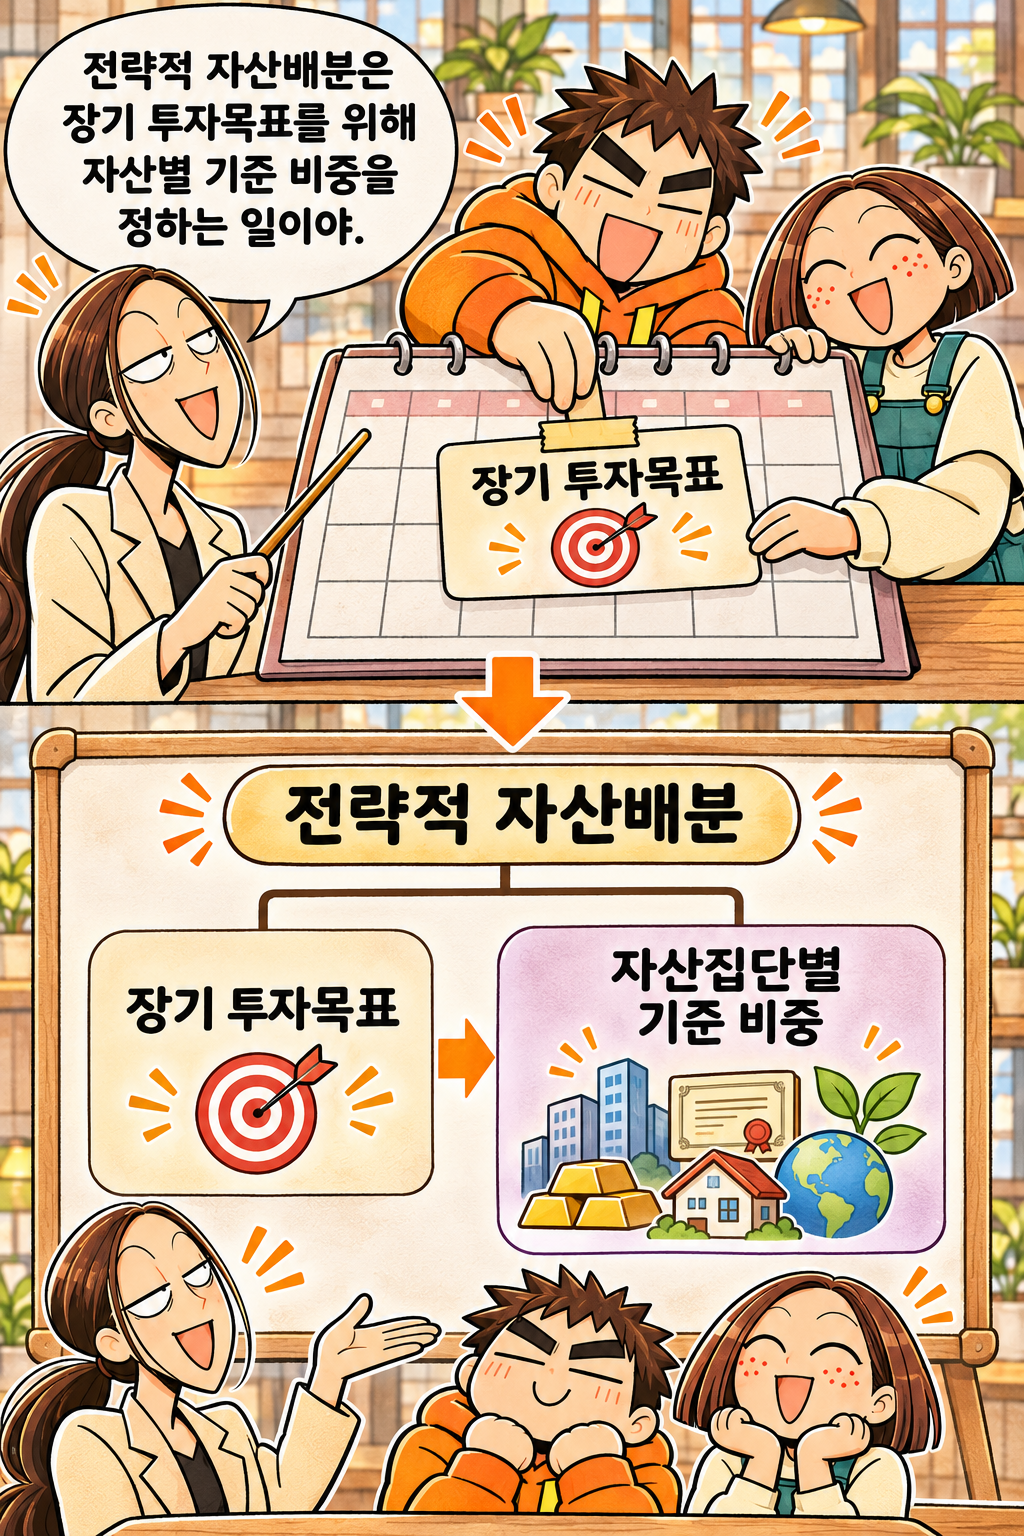 전략적 자산배분은
장기 투자목표를 위해
자산별 기준 비중을
정하는 일이야.
장기 투자목표
전략적 자산배분
장기 투자목표
자산집단별
기준 비중